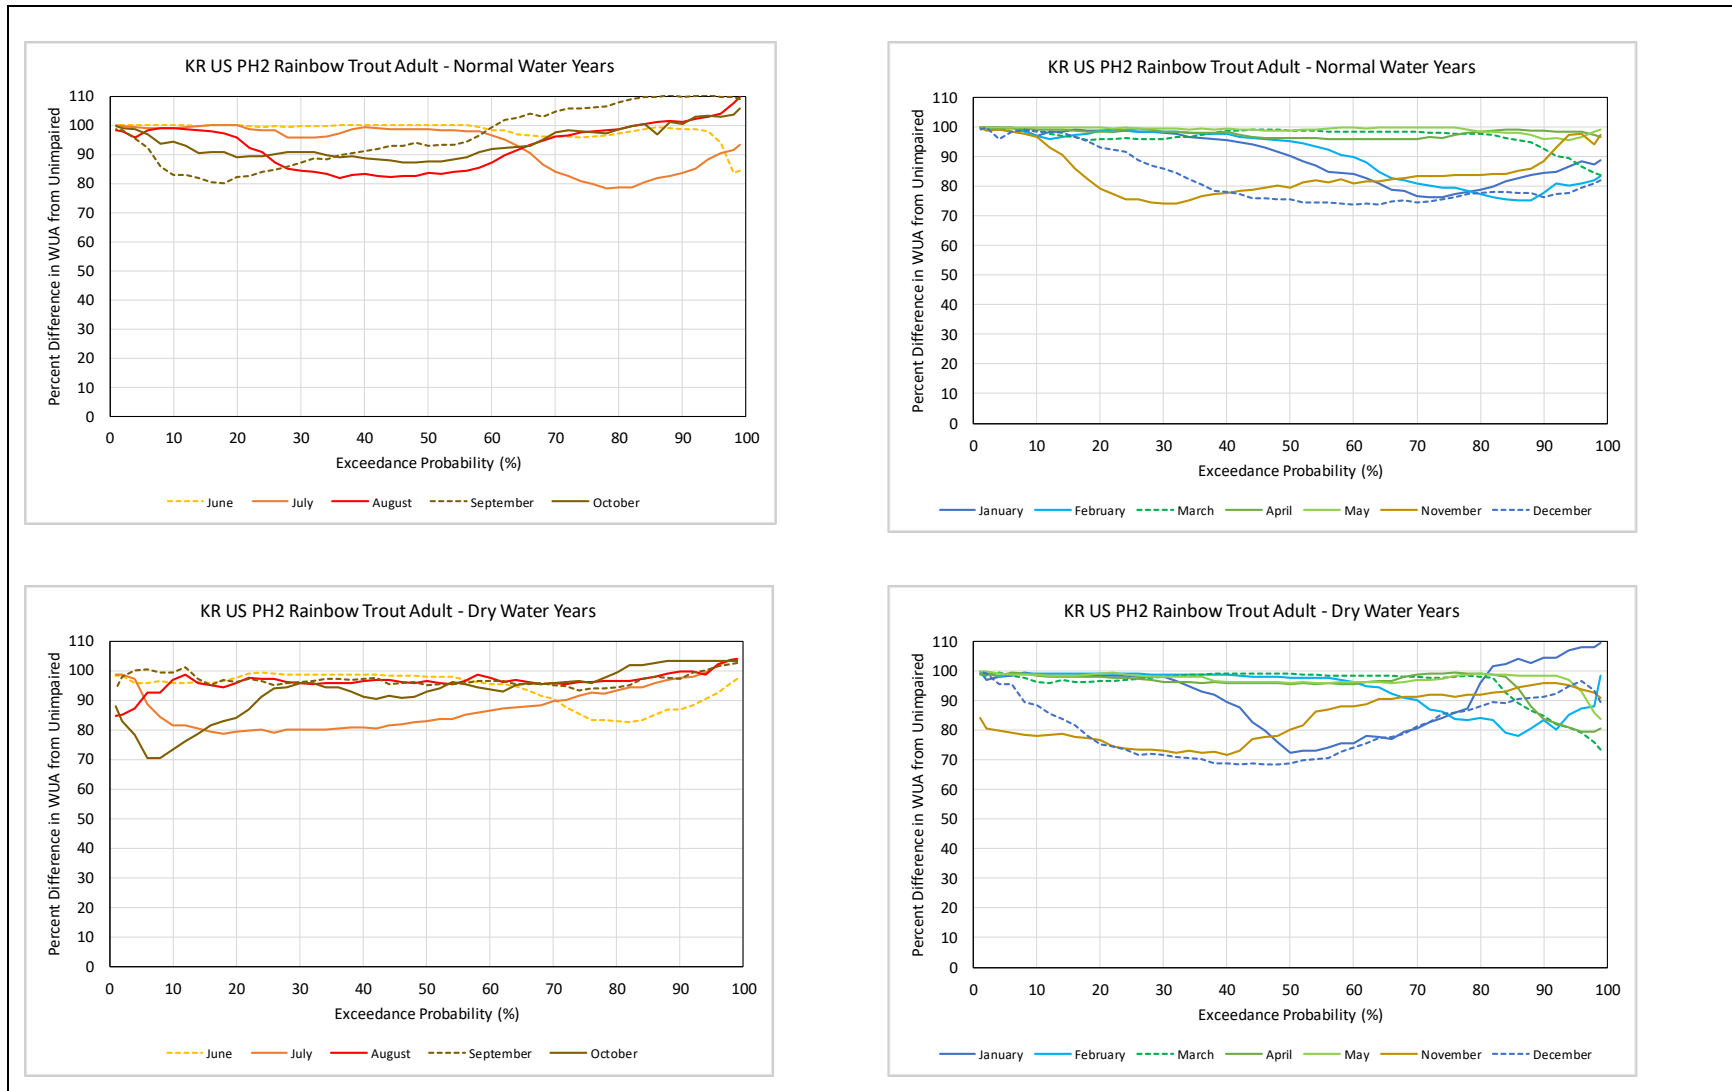 KR US PH2 Rainbow Trout Adult - Normal Water Years
Percent Difference in WUA from Unimpaired
110
100
90
80
70
60
50
40
30
20
10
0
0 10 20 30 40 50 60 70 80 90 100
Exceedance Probability (%)
June July August September October
KR US PH2 Rainbow Trout Adult - Normal Water Years
Percent Difference in WUA from Unimpaired
110
100
90
80
70
60
50
40
30
20
10
0
0 10 20 30 40 50 60 70 80 90 100
Exceedance Probability (%)
January February March April May November December
KR US PH2 Rainbow Trout Adult - Dry Water Years
Percent Difference in WUA from Unimpaired
110
100
90
80
70
60
50
40
30
20
10
0
0 10 20 30 40 50 60 70 80 90 100
Exceedance Probability (%)
June July August September October
KR US PH2 Rainbow Trout Adult - Dry Water Years
Percent Difference in WUA from Unimpaired
110
100
90
80
70
60
50
40
30
20
10
0
0 10 20 30 40 50 60 70 80 90 100
Exceedance Probability (%)
January February March April May November December